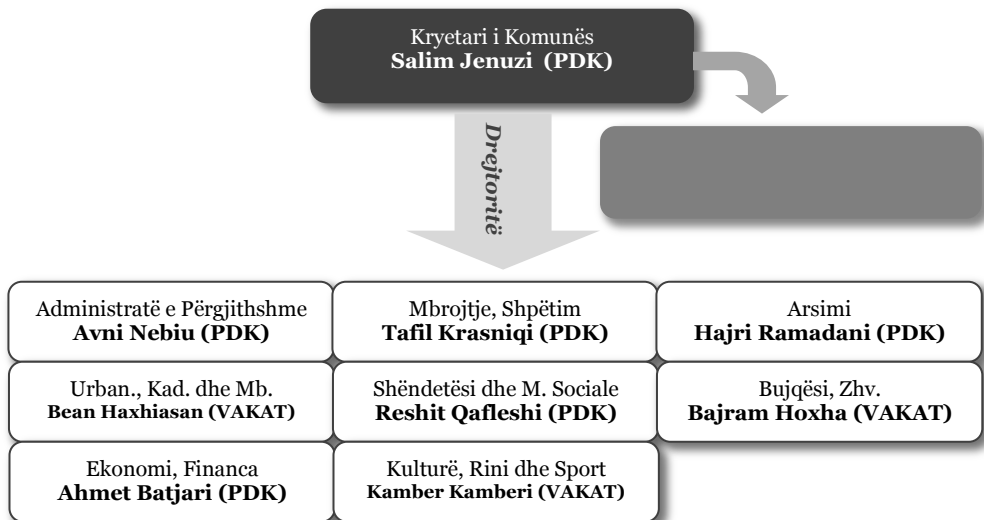 Kryetari i Komunës
Salim Jenuzi (PDK)
Drejtoritë
Administratë e Përgjithshme
Avni Nebiu (PDK)
Mbrojtje, Shpëtim
Tafil Krasniqi (PDK)
Arsimi
Hajri Ramadani (PDK)
Urban., Kad. dhe Mb.
Bean Haxhiasan (VAKAT)
Shëndetësi dhe M. Sociale
Reshit Qafleshi (PDK)
Bujqësi, Zhv.
Bajram Hoxha (VAKAT)
Ekonomi, Financa
Ahmet Batjari (PDK)
Kulturë, Rini dhe Sport
Kamber Kamberi (VAKAT)